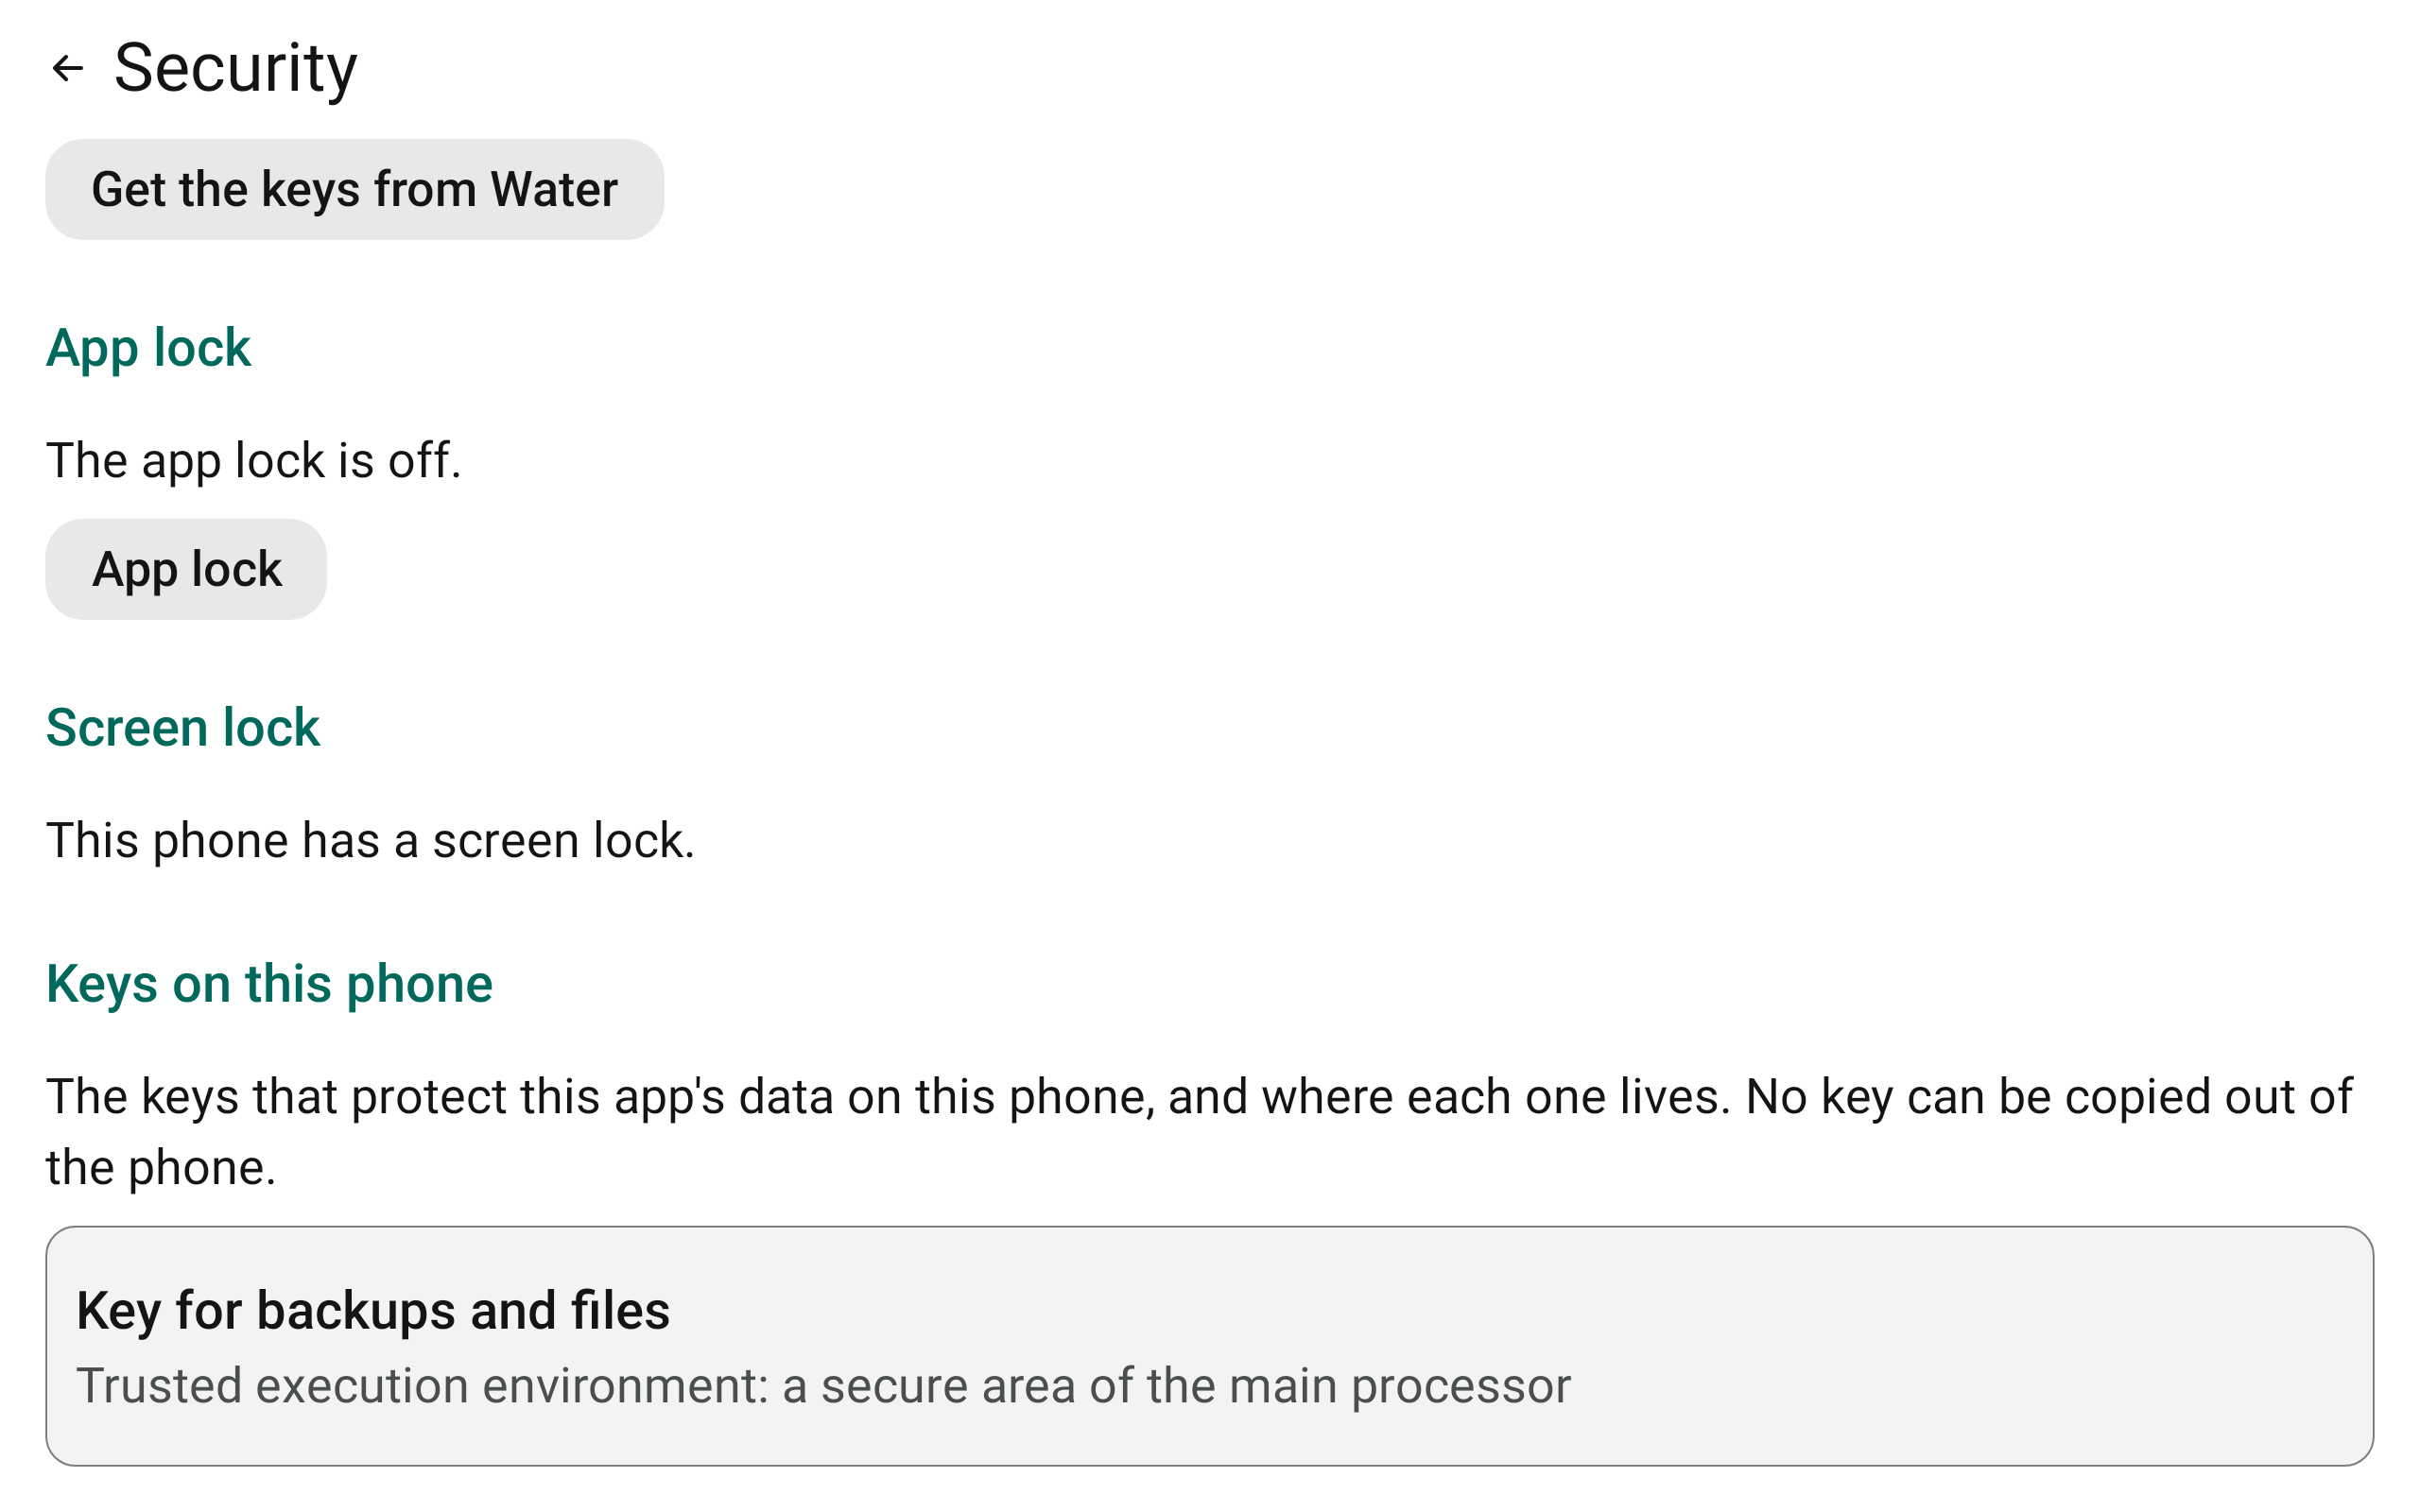 Security
Get the keys from Water
App lock
The app lock is off.
App lock
Screen lock
This phone has a screen lock.
Keys on this phone
The keys that protect this app's data on this phone, and where each one lives. No key can be copied out of
the phone.
Key for backups and files
Trusted execution environment: a secure area of the main processor